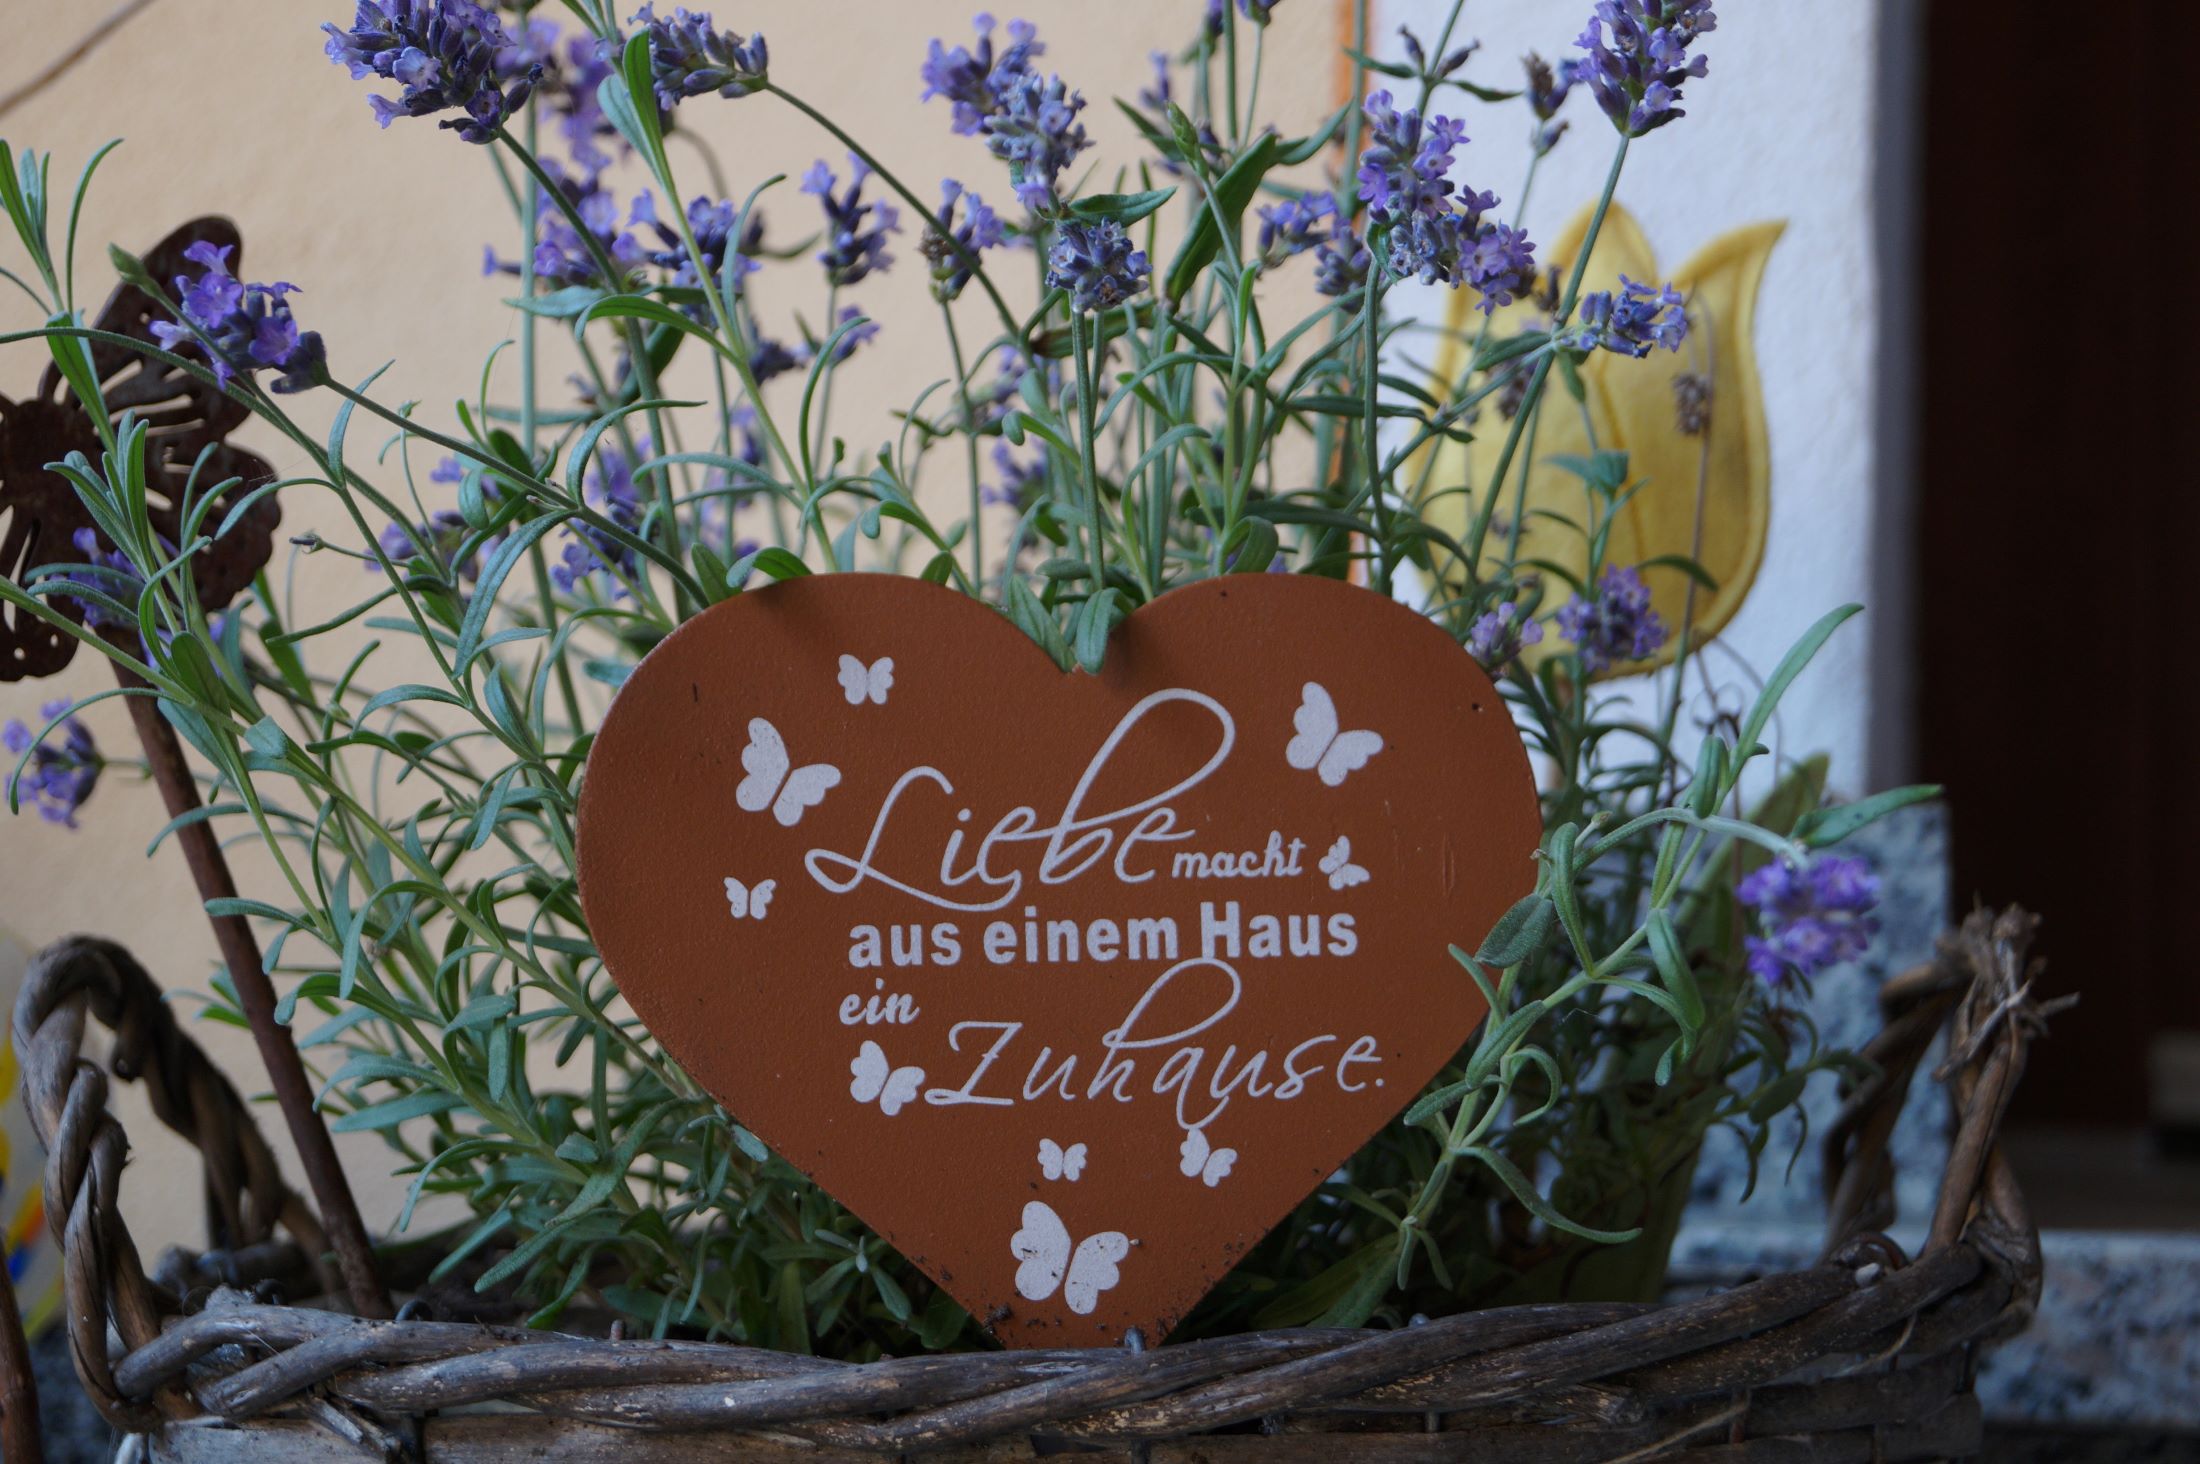 Liebe macht
aus einem Haus
ein
Zuhause.